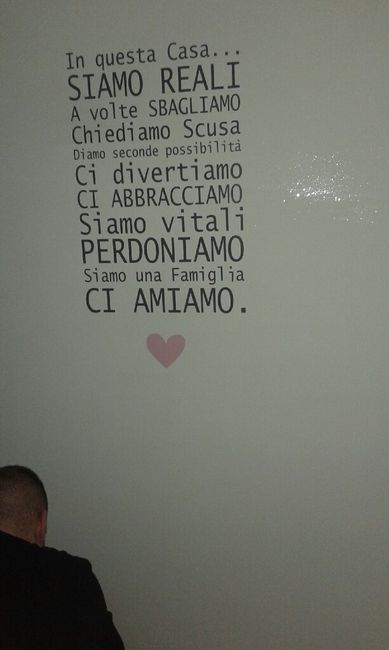 In questa Casa...
SIAMO REALI
A volte SBAGLIAMO
Chiediamo Scusa
Diamo seconde possibilità
Ci divertiamo
CI ABBRACCIAMO
Siamo vitali
PERDONIAMO
Siamo una Famiglia
CI AMIAMO.